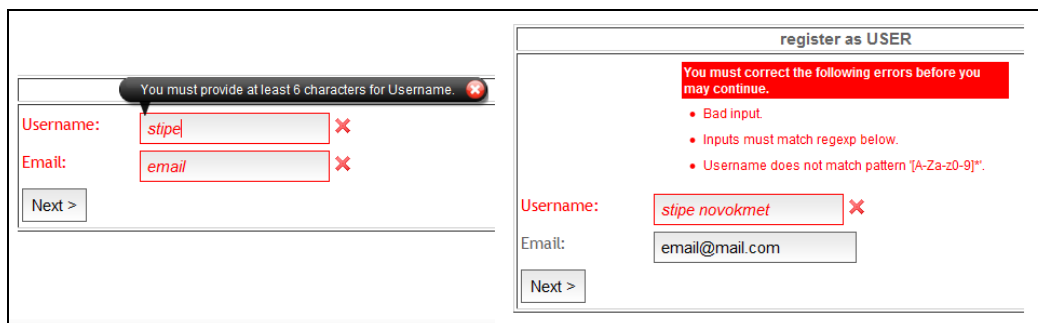 You must provide at least 6 characters for Username.
Username:
stipe
Email:
email
Next >
register as USER
You must correct the following errors before you
may continue.
Bad input.
Inputs must match regexp below.
Username does not match pattern '[A-Za-z0-9]*'.
Username:
stipe novokmet
Email:
email@mail.com
Next >